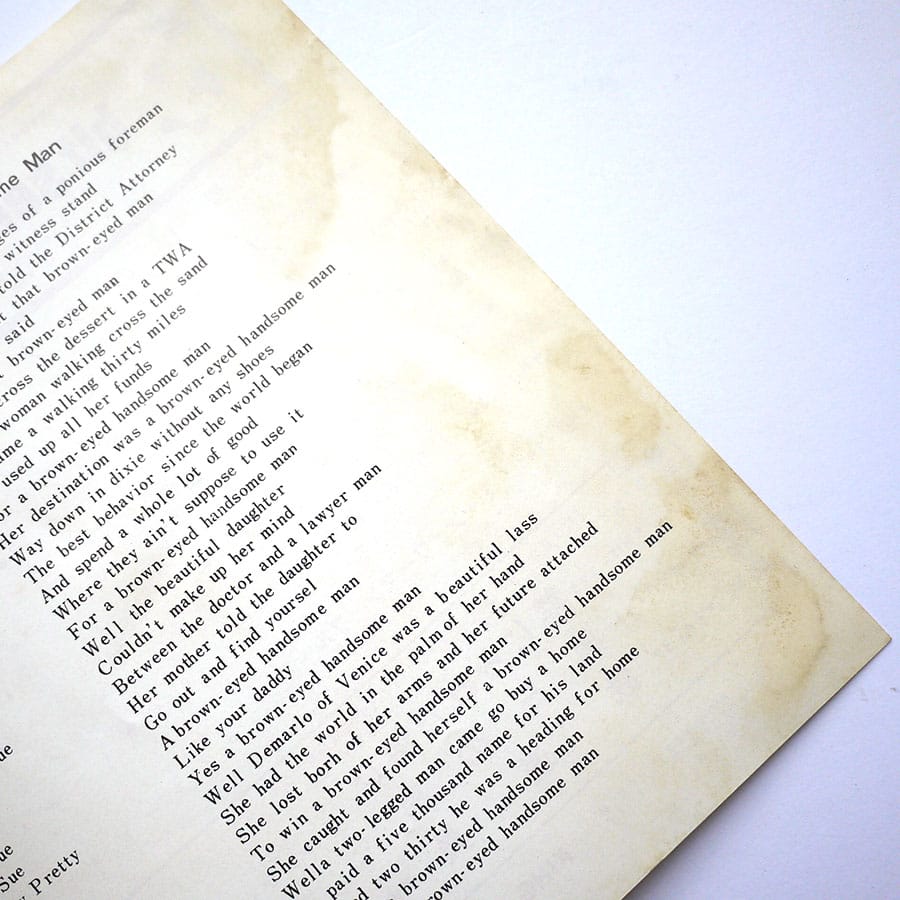 Man
of a ponious foreman
witness stand
the District Attorney
that brown-eyed man
said
brown-eyed man
the dessert in a TWA
woman walking cross the sand
a walking thirty miles
used up all her funds
a brown-eyed handsome man
Her destination was a brown-eyed handsome man
Way down in dixie without any shoes
The best behavior since the world began
And spend a whole lot of good
Where they ain't suppose to use it
For a brown-eyed handsome man
Well the beautiful daughter
Couldn't make up her mind
Between the doctor and a lawyer man
Her mother told the daughter to
Go out and find yoursel
A brown-eyed handsome man
Like your daddy
Yes a brown-eyed handsome man
Well Demarlo of Venice was a beautiful lass
She had the world in the palm of her hand
She lost borh of her arms and her future attached
To win a brown-eyed handsome man
She caught and found herself a brown-eyed handsome man
Wella two-legged man came go buy a home
paid a five thousand name for his land
two thirty he was a heading for home
brown-eyed handsome man
brown-eyed handsome man
Sue
Pretty